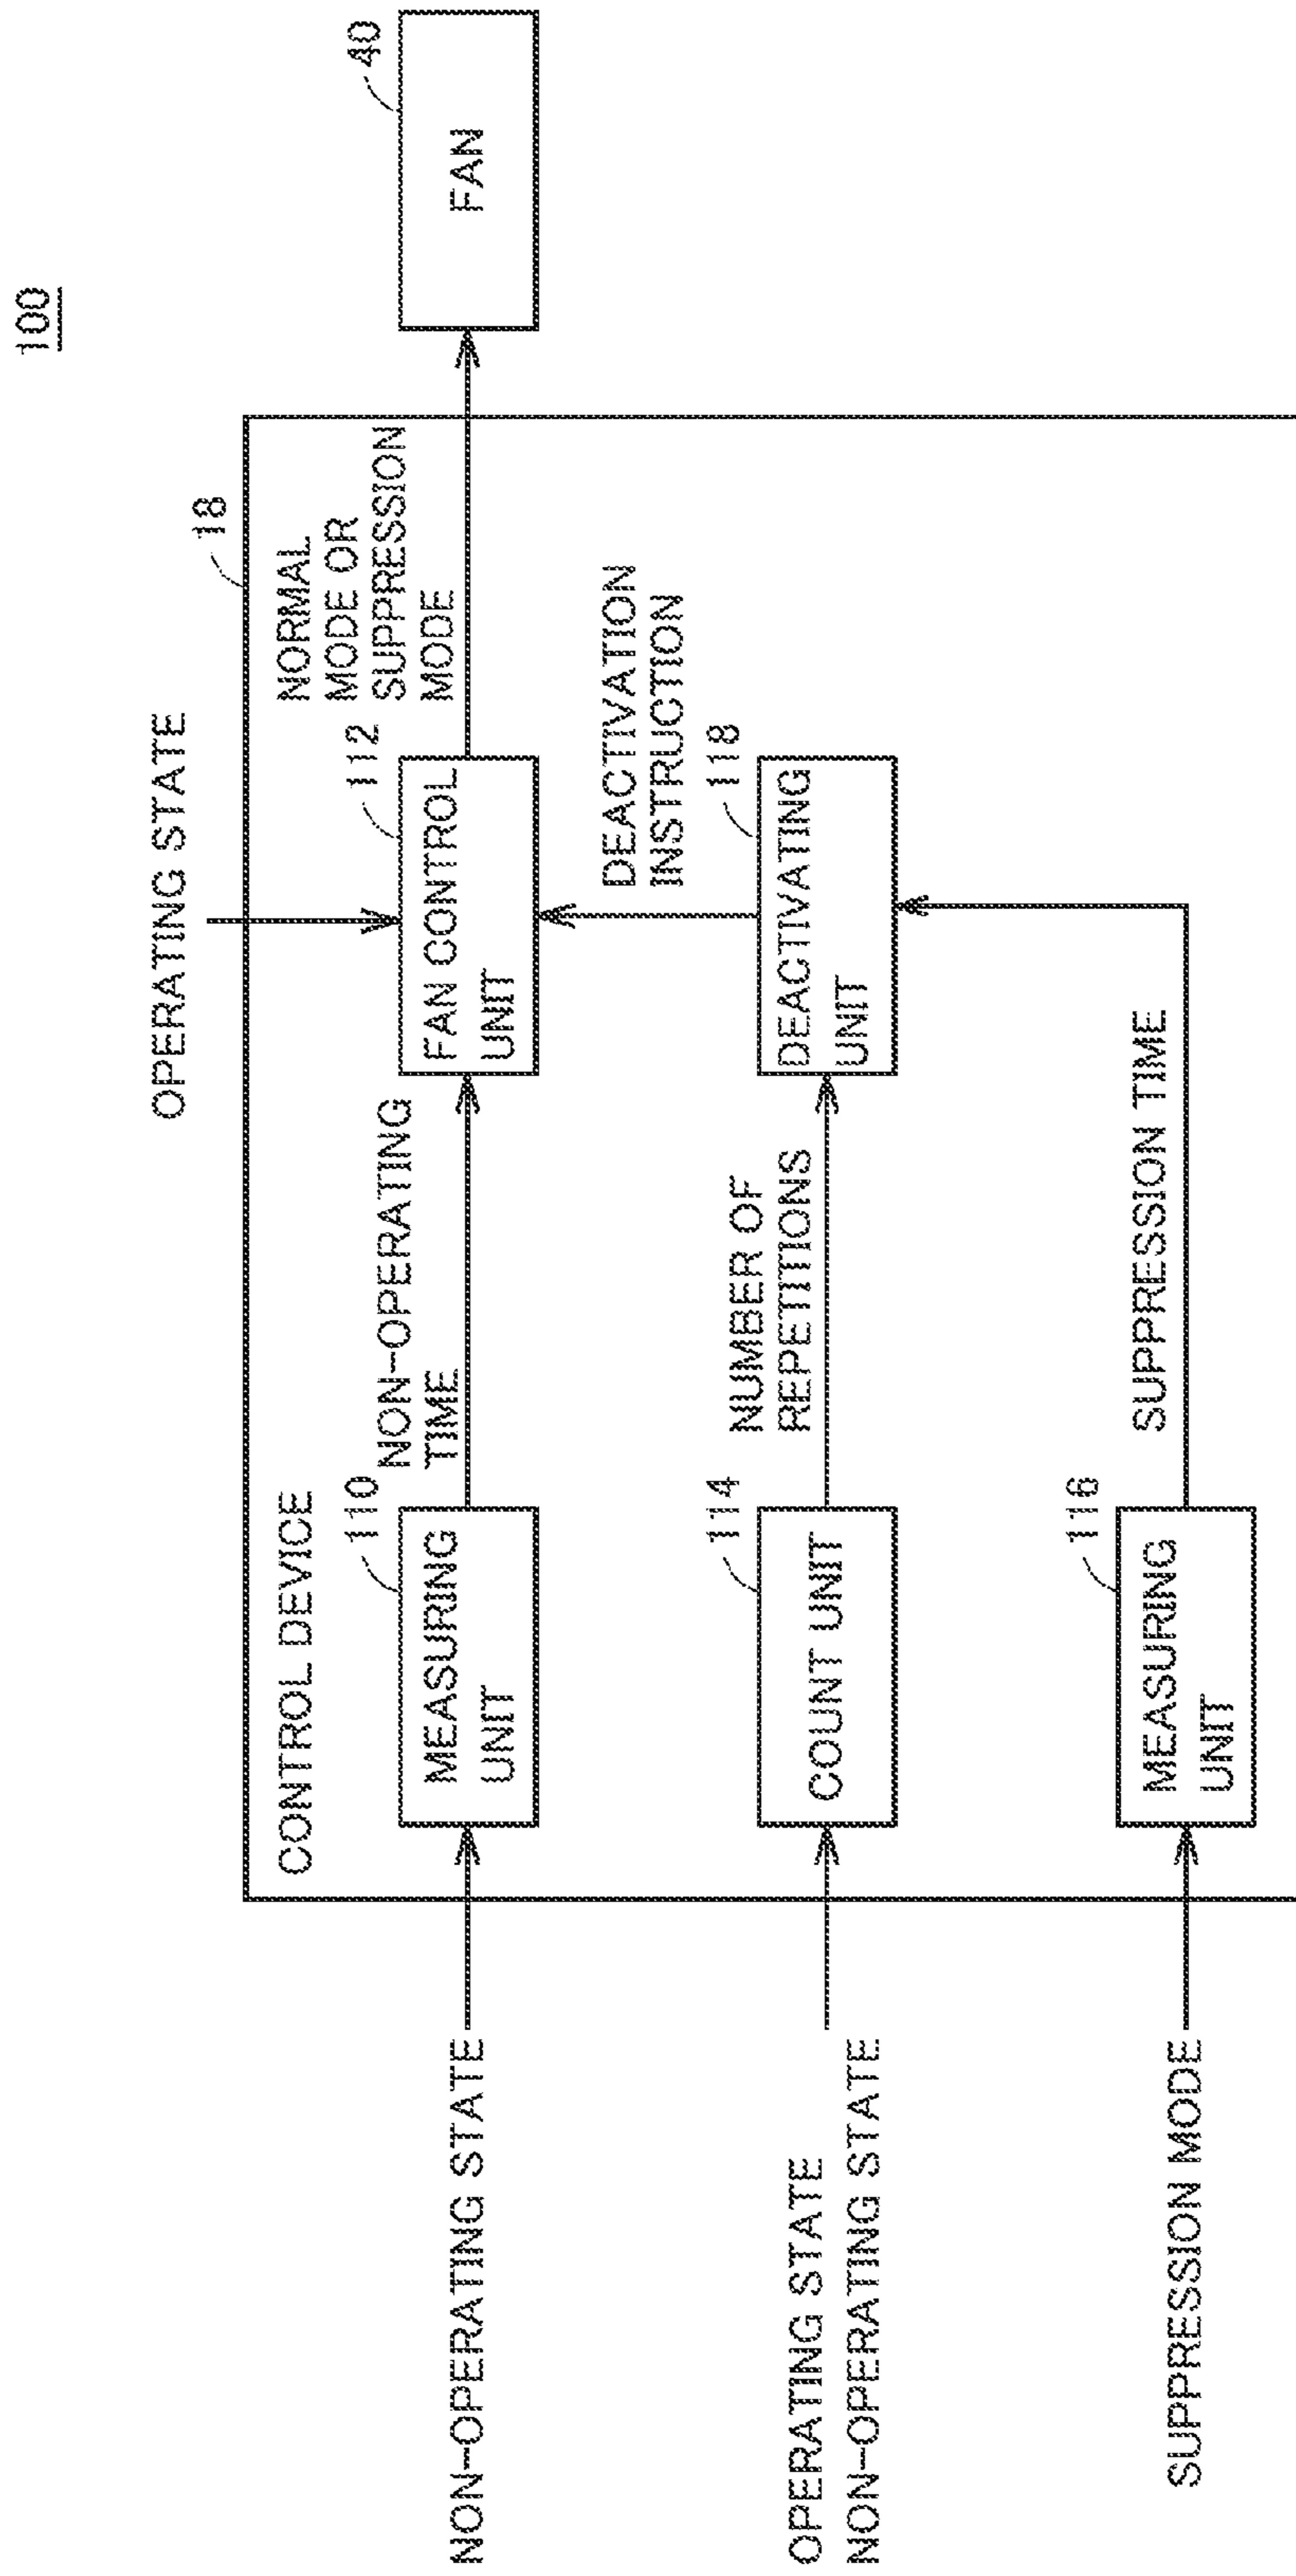 100
OPERATING STATE
18
CONTROL DEVICE
NON-OPERATING STATE
110
MEASURING
UNIT
NON-OPERATING
TIME
112
FAN CONTROL
UNIT
NORMAL
MODE OR
SUPPRESSION
MODE
40
FAN
OPERATING STATE
NON-OPERATING STATE
114
COUNT UNIT
NUMBER OF
REPETITIONS
DEACTIVATION
INSTRUCTION
118
DEACTIVATING
UNIT
SUPPRESSION MODE
116
MEASURING
UNIT
SUPPRESSION TIME